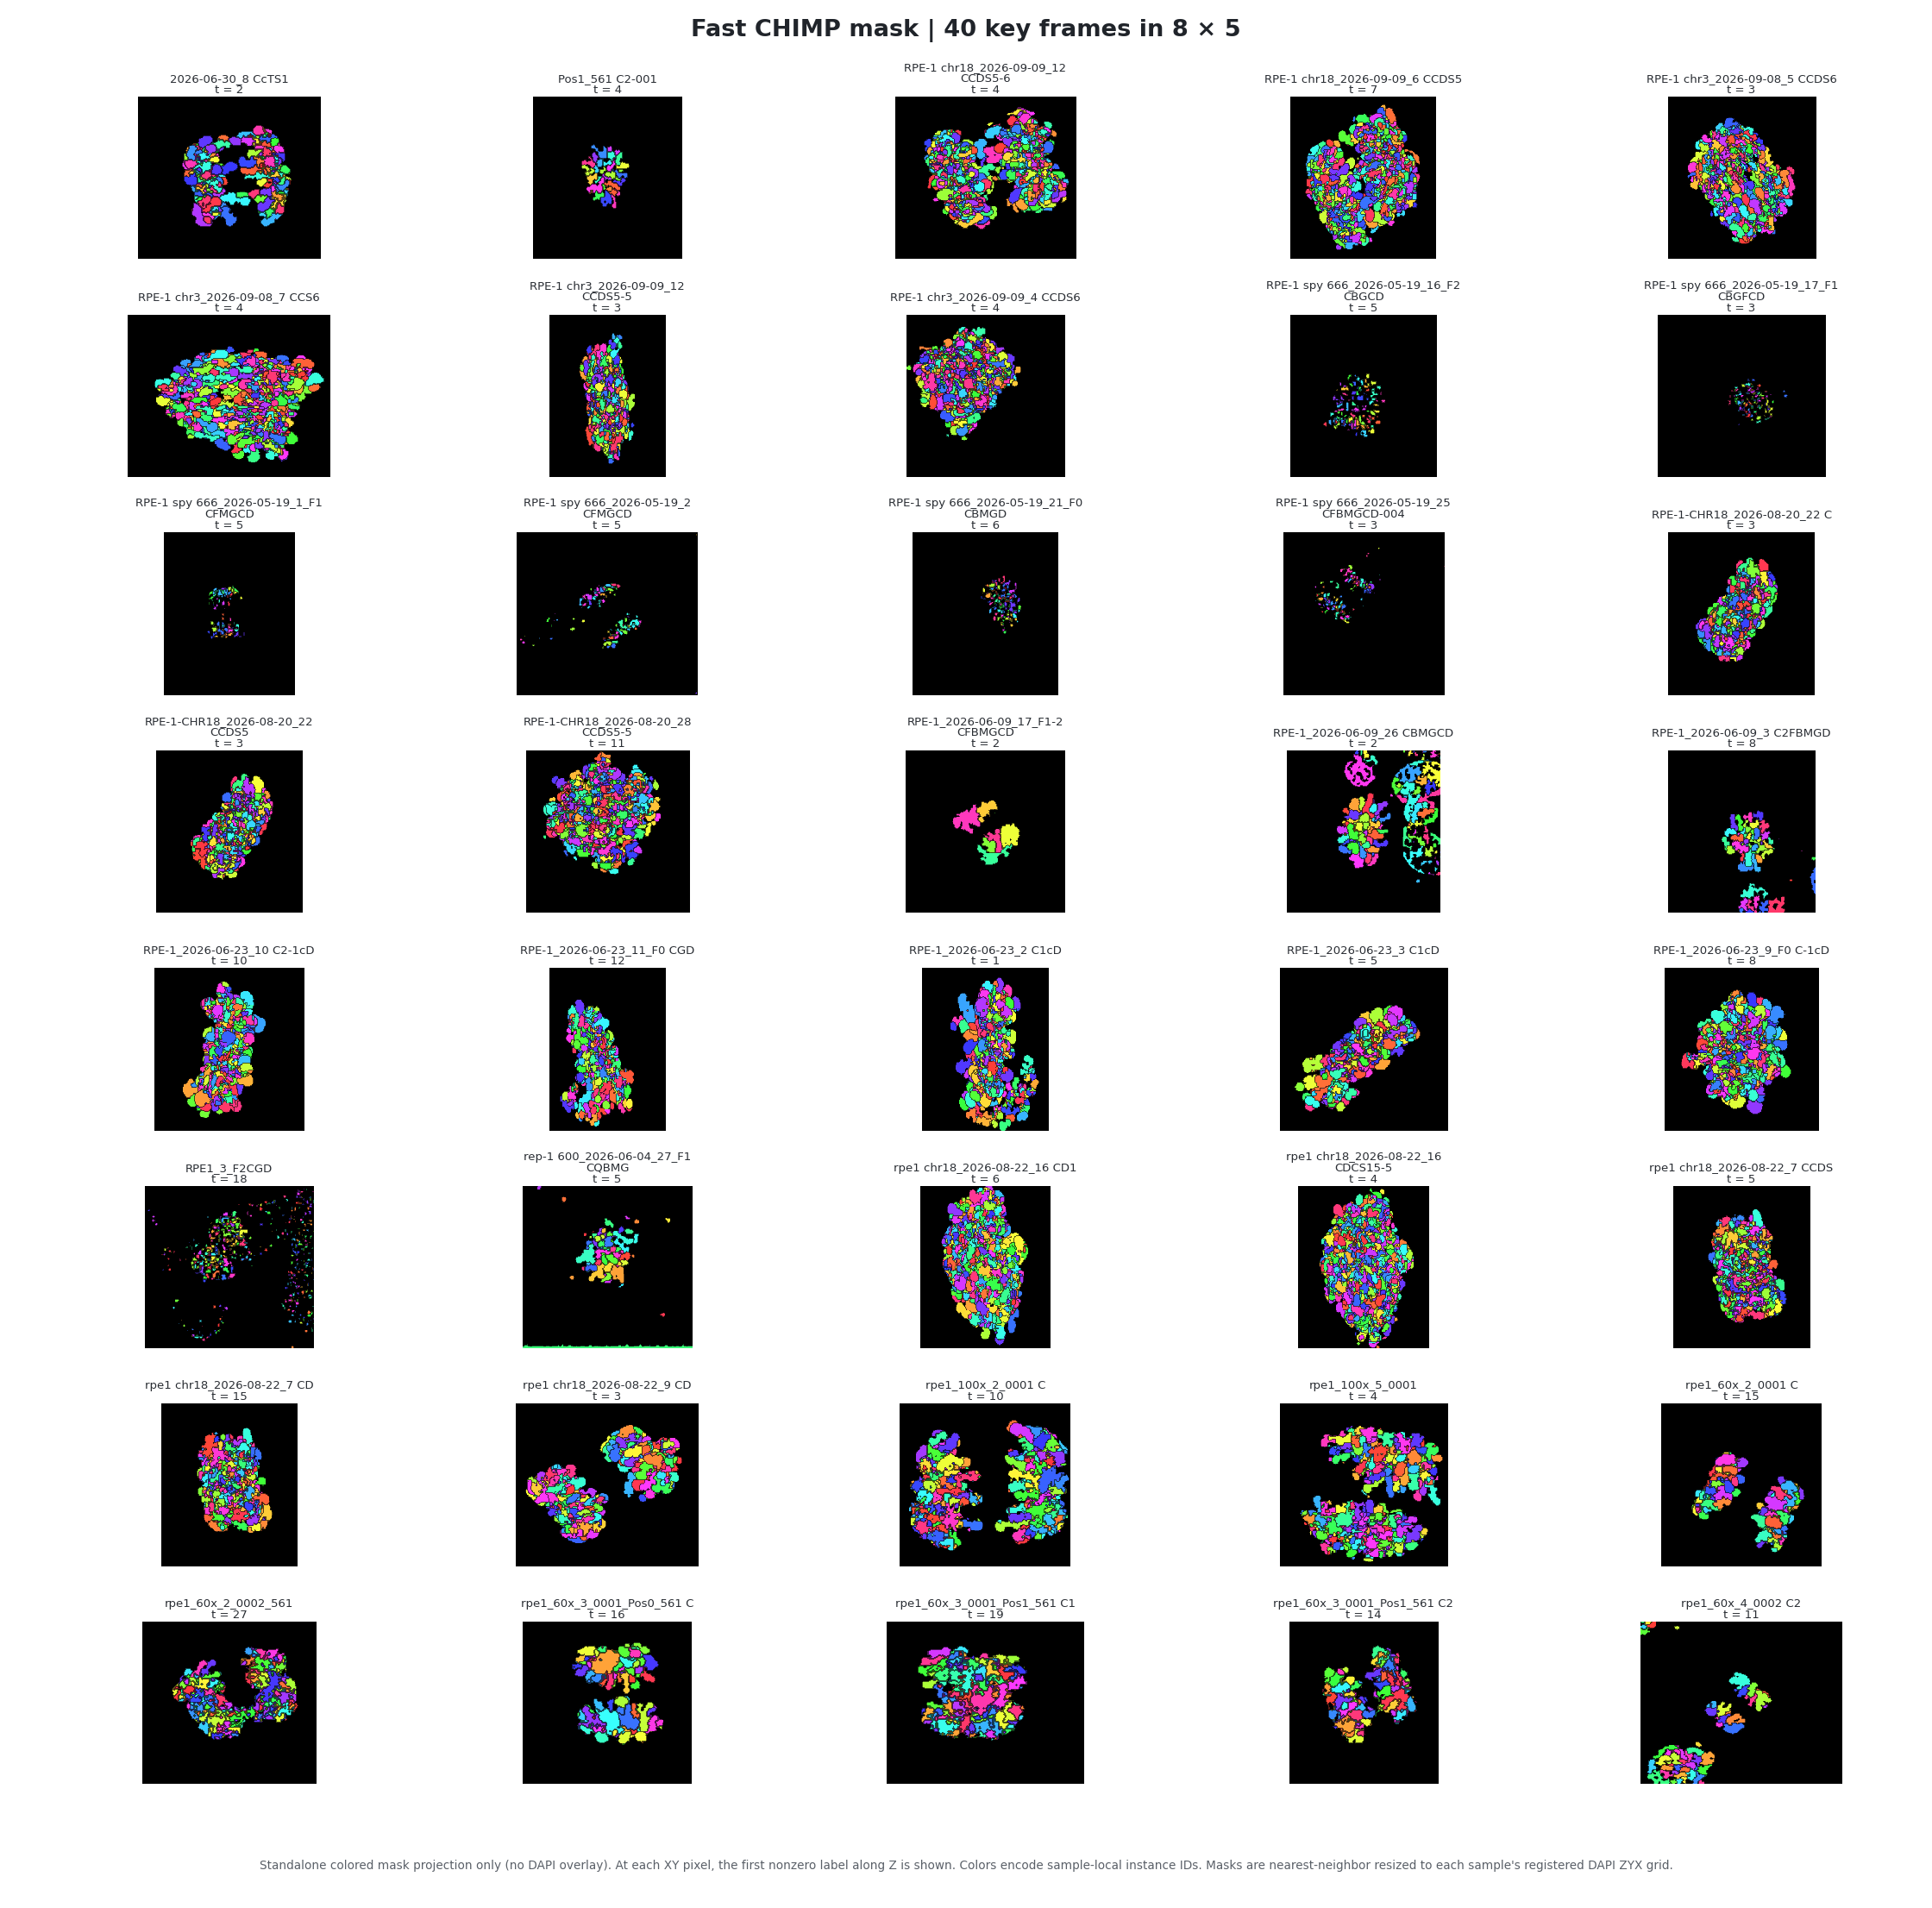 Fast CHIMP mask | 40 key frames in 8 × 5
2026-06-30_8 CcTS1
t = 2
Pos1_561 C2-001
t = 4
RPE-1 chr18_2026-09-09_12
CCDS5-6
t = 4
RPE-1 chr18_2026-09-09_6 CCDS5
t = 7
RPE-1 chr3_2026-09-08_5 CCDS6
t = 3
RPE-1 chr3_2026-09-08_7 CCS6
t = 4
RPE-1 chr3_2026-09-09_12
CCDS5-5
t = 3
RPE-1 chr3_2026-09-09_4 CCDS6
t = 4
RPE-1 spy 666_2026-05-19_16_F2
CBGCD
t = 5
RPE-1 spy 666_2026-05-19_17_F1
CBGFCD
t = 3
RPE-1 spy 666_2026-05-19_1_F1
CFMGCD
t = 5
RPE-1 spy 666_2026-05-19_2
CFMGCD
t = 5
RPE-1 spy 666_2026-05-19_21_F0
CBMGD
t = 6
RPE-1 spy 666_2026-05-19_25
CFBMGCD-004
t = 3
RPE-1-CHR18_2026-08-20_22 C
t = 3
RPE-1-CHR18_2026-08-20_22
CCDS5
t = 3
RPE-1-CHR18_2026-08-20_28
CCDS5-5
t = 11
RPE-1_2026-06-09_17_F1-2
CFBMGCD
t = 2
RPE-1_2026-06-09_26 CBMGCD
t = 2
RPE-1_2026-06-09_3 C2FBMGD
t = 8
RPE-1_2026-06-23_10 C2-1cD
t = 10
RPE-1_2026-06-23_11_F0 CGD
t = 12
RPE-1_2026-06-23_2 C1cD
t = 1
RPE-1_2026-06-23_3 C1cD
t = 5
RPE-1_2026-06-23_9_F0 C-1cD
t = 8
RPE1_3_F2CGD
t = 18
rep-1 600_2026-06-04_27_F1
CQBMG
t = 5
rpe1 chr18_2026-08-22_16 CD1
t = 6
rpe1 chr18_2026-08-22_16
CDCS15-5
t = 4
rpe1 chr18_2026-08-22_7 CCDS
t = 5
rpe1 chr18_2026-08-22_7 CD
t = 15
rpe1 chr18_2026-08-22_9 CD
t = 3
rpe1_100x_2_0001 C
t = 10
rpe1_100x_5_0001
t = 4
rpe1_60x_2_0001 C
t = 15
rpe1_60x_2_0002_561
t = 27
rpe1_60x_3_0001_Pos0_561 C
t = 16
rpe1_60x_3_0001_Pos1_561 C1
t = 19
rpe1_60x_3_0001_Pos1_561 C2
t = 14
rpe1_60x_4_0002 C2
t = 11
Standalone colored mask projection only (no DAPI overlay). At each XY pixel, the first nonzero label along Z is shown. Colors encode sample-local instance IDs. Masks are nearest-neighbor resized to each sample's registered DAPI ZYX grid.